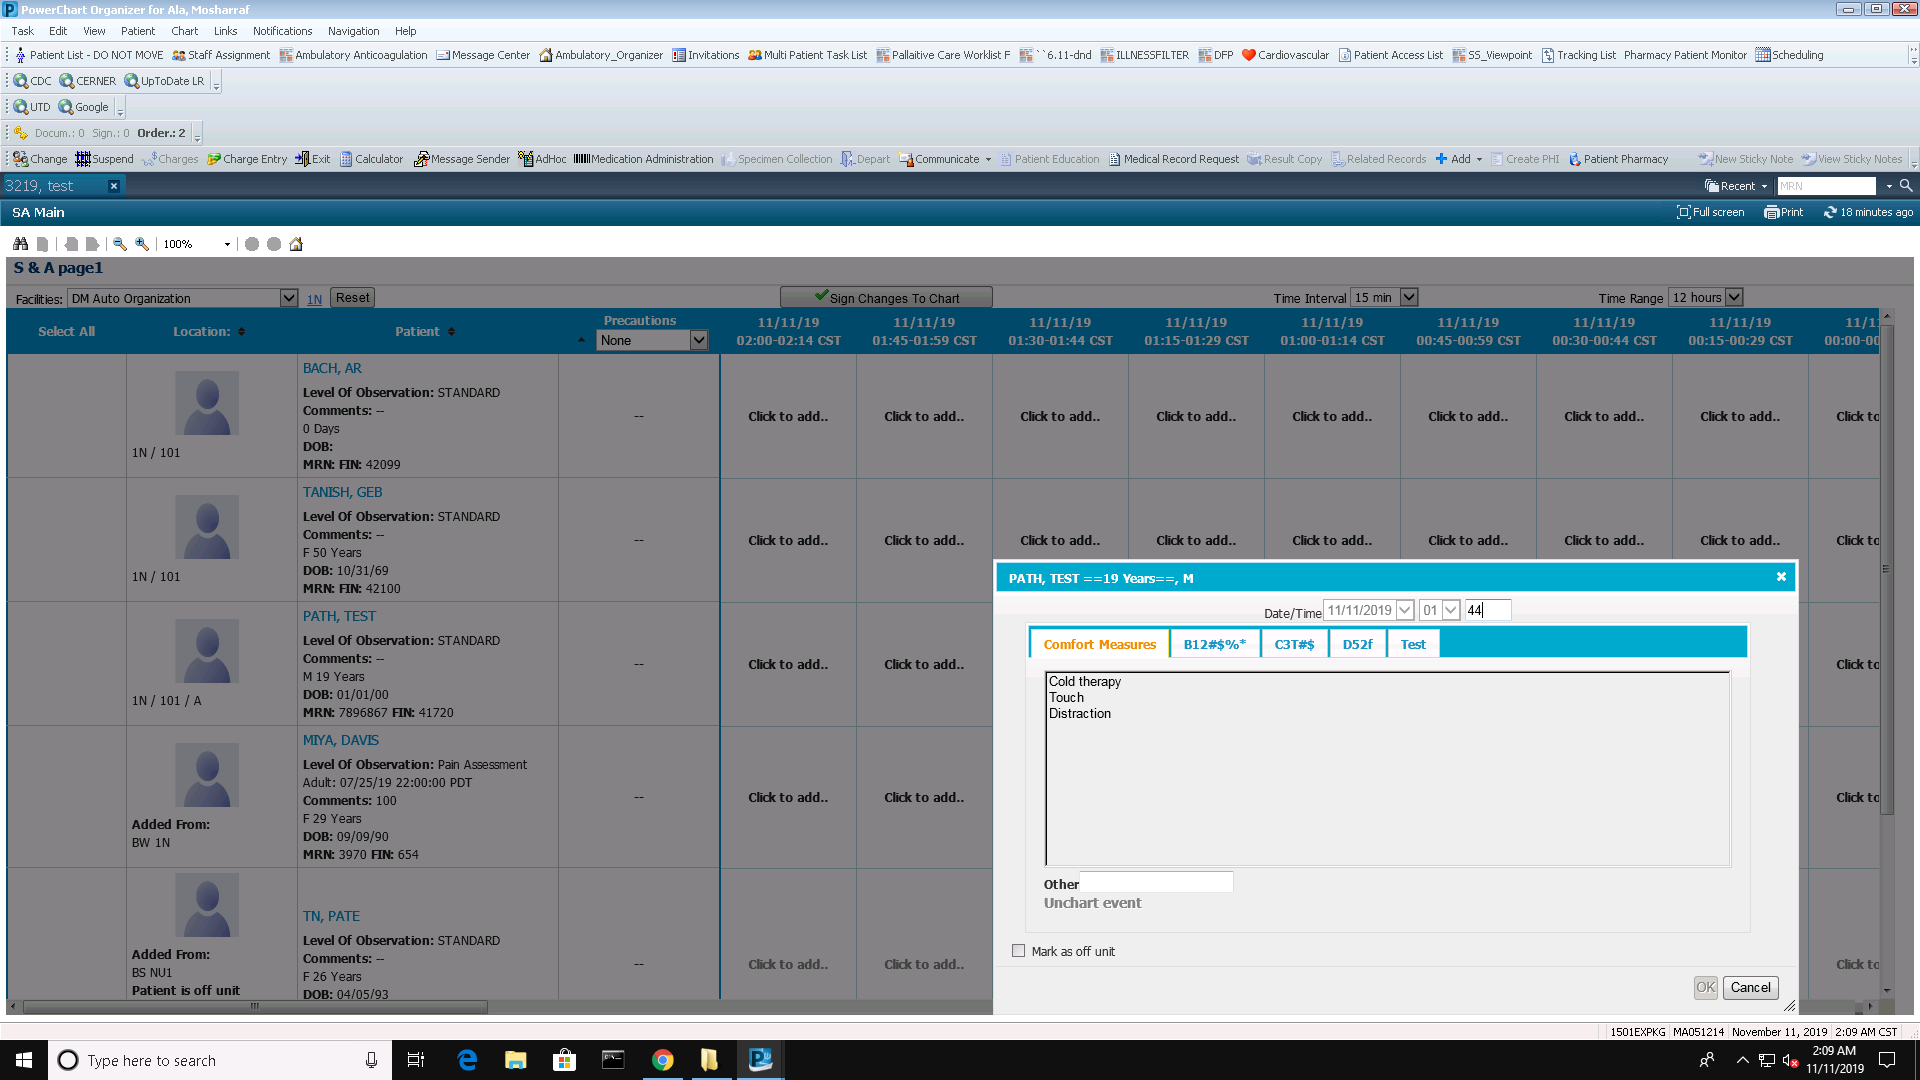 PowerChart Organizer for Ala, Mosharraf
Task Edit View Patient Chart Links Notifications Navigation Help
Patient List - DO NOT MOVE Staff Assignment Ambulatory Anticoagulation Message Center Ambulatory_Organizer Invitations Multi Patient Task List Pallaitive Care Worklist F ``6.11-dnd ILLNESSFILTER DFP Cardiovascular Patient Access List SS_Viewpoint Tracking List Pharmacy Patient Monitor Scheduling
CDC CERNER UpToDate LR
UTD Google
Docum.: 0 Sign.: 0 Order.: 2
Change Suspend Charges Charge Entry Exit Calculator Message Sender AdHoc Medication Administration Specimen Collection Depart Communicate Patient Education Medical Record Request Result Copy Related Records Add Create PHI Patient Pharmacy New Sticky Note View Sticky Notes
3219, test Recent MRN
SA Main Full screen Print 18 minutes ago
100%
S & A page1
Facilities: DM Auto Organization 1N Reset Sign Changes To Chart Time Interval 15 min Time Range 12 hours
Select All Location: Patient Precautions None
11/11/19 11/11/19 11/11/19 11/11/19 11/11/19 11/11/19 11/11/19 11/11/19 11/1
02:00-02:14 CST 01:45-01:59 CST 01:30-01:44 CST 01:15-01:29 CST 01:00-01:14 CST 00:45-00:59 CST 00:30-00:44 CST 00:15-00:29 CST 00:00-00
BACH, AR
Level Of Observation: STANDARD
Comments: --
0 Days
DOB:
MRN: FIN: 42099
1N / 101
--
Click to add.. Click to add.. Click to add.. Click to add.. Click to add.. Click to add.. Click to add.. Click to add.. Click to
TANISH, GEB
Level Of Observation: STANDARD
Comments: --
F 50 Years
DOB: 10/31/69
MRN: FIN: 42100
1N / 101
--
Click to add.. Click to add.. Click to add.. Click to add.. Click to add.. Click to add.. Click to add.. Click to add.. Click to
PATH, TEST
Level Of Observation: STANDARD
Comments: --
M 19 Years
DOB: 01/01/00
MRN: 7896867 FIN: 41720
1N / 101 / A
--
Click to add.. Click to add.. Click to
MIYA, DAVIS
Level Of Observation: Pain Assessment
Adult: 07/25/19 22:00:00 PDT
Comments: 100
F 29 Years
DOB: 09/09/90
MRN: 3970 FIN: 654
Added From:
BW 1N
--
Click to add.. Click to add.. Click to
TN, PATE
Level Of Observation: STANDARD
Comments: --
F 26 Years
DOB: 04/05/93
Added From:
BS NU1
Patient is off unit
--
Click to add.. Click to add.. Click to
PATH, TEST ==19 Years==, M
Date/Time 11/11/2019 01 44
Comfort Measures B12#$%* C3T#$ D52f Test
Cold therapy
Touch
Distraction
Other
Unchart event
Mark as off unit
OK Cancel
1501EXPKG MA051214 November 11, 2019 2:09 AM CST
Type here to search
2:09 AM
11/11/2019